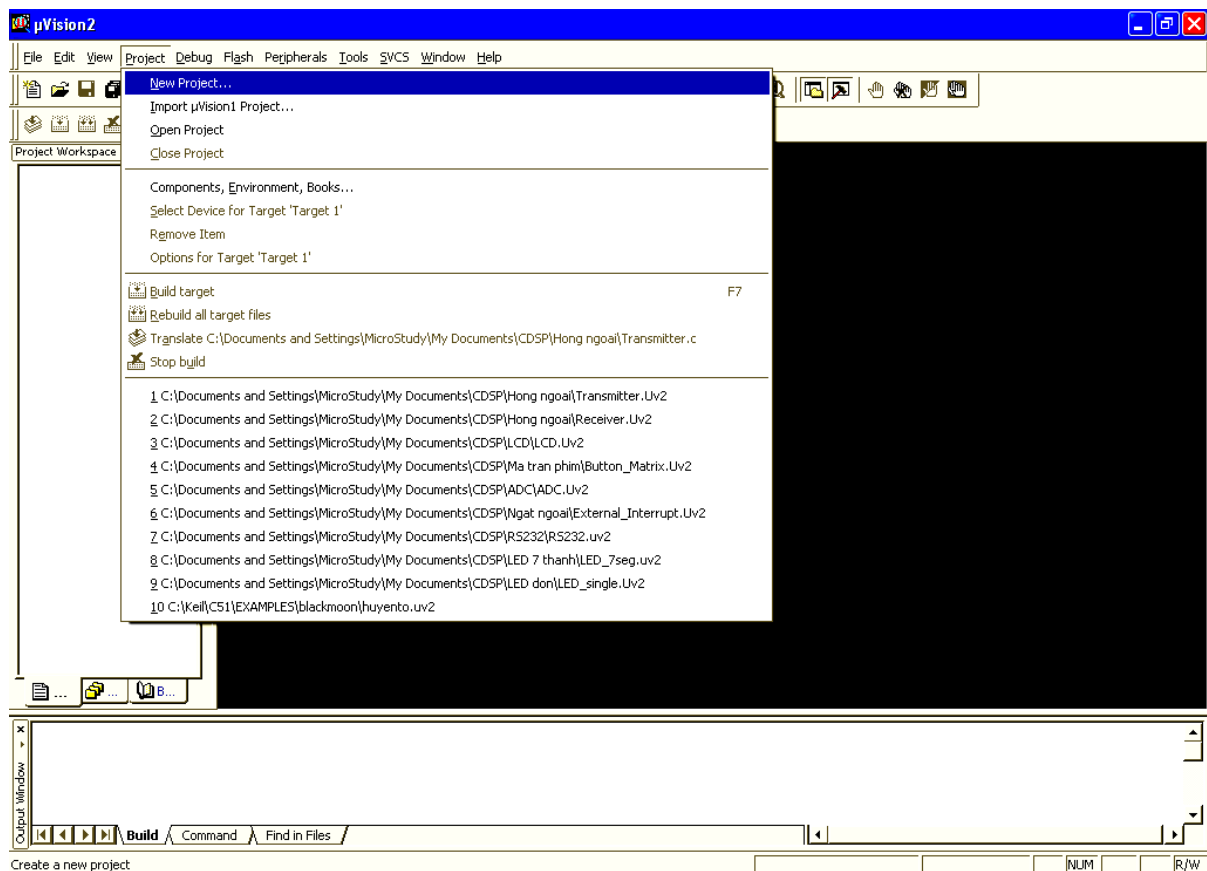 µVision2
File Edit View Project Debug Flash Peripherals Tools SVCS Window Help
New Project...
Import µVision1 Project...
Open Project
Close Project
Project Workspace
Components, Environment, Books...
Select Device for Target 'Target 1'
Remove Item
Options for Target 'Target 1'
Build target F7
Rebuild all target files
Translate C:\Documents and Settings\MicroStudy\My Documents\CDSP\Hong ngoai\Transmitter.c
Stop build
1 C:\Documents and Settings\MicroStudy\My Documents\CDSP\Hong ngoai\Transmitter.Uv2
2 C:\Documents and Settings\MicroStudy\My Documents\CDSP\Hong ngoai\Receiver.Uv2
3 C:\Documents and Settings\MicroStudy\My Documents\CDSP\LCD\LCD.Uv2
4 C:\Documents and Settings\MicroStudy\My Documents\CDSP\Ma tran phim\Button_Matrix.Uv2
5 C:\Documents and Settings\MicroStudy\My Documents\CDSP\ADC\ADC.Uv2
6 C:\Documents and Settings\MicroStudy\My Documents\CDSP\Ngat ngoai\External_Interrupt.Uv2
7 C:\Documents and Settings\MicroStudy\My Documents\CDSP\RS232\RS232.uv2
8 C:\Documents and Settings\MicroStudy\My Documents\CDSP\LED 7 thanh\LED_7seg.uv2
9 C:\Documents and Settings\MicroStudy\My Documents\CDSP\LED don\LED_single.Uv2
10 C:\Keil\C51\EXAMPLES\blackmoon\huyento.uv2
... ... B...
Output Window
Build Command Find in Files
Create a new project NUM R/W